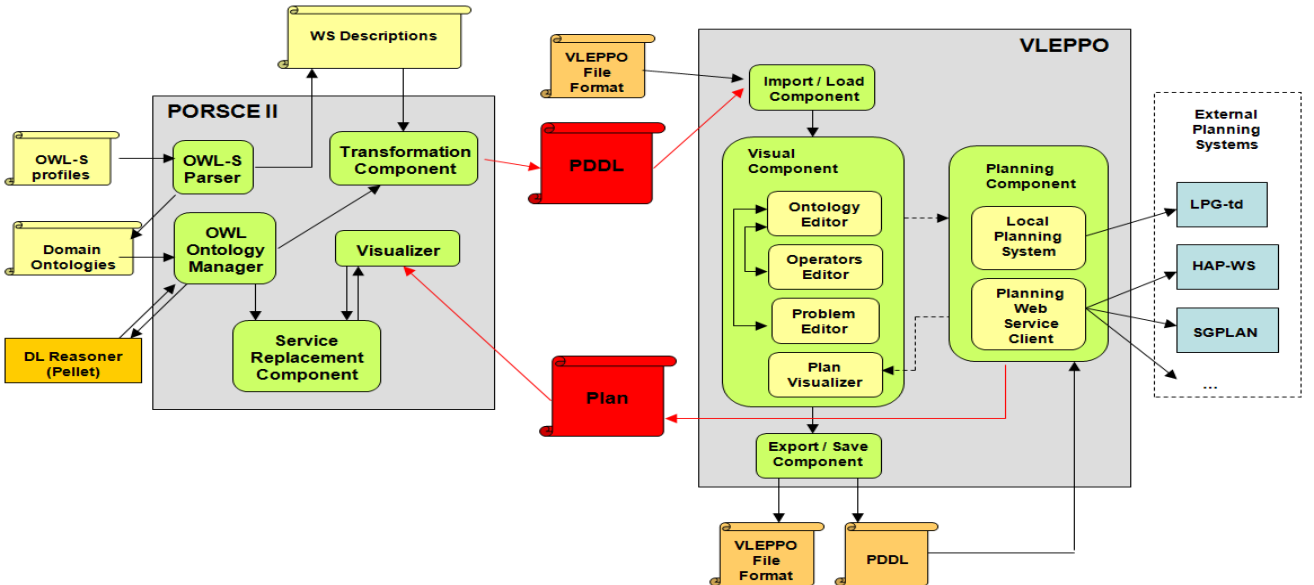 WS Descriptions
PORSCE II
OWL-S
profiles
OWL-S
Parser
Transformation
Component
Domain
Ontologies
OWL
Ontology
Manager
Visualizer
Service
Replacement
Component
DL Reasoner
(Pellet)
VLEPPO
File
Format
PDDL
Plan
VLEPPO
Import / Load
Component
Visual
Component
Ontology
Editor
Operators
Editor
Problem
Editor
Plan
Visualizer
Planning
Component
Local
Planning
System
Planning
Web
Service
Client
Export / Save
Component
VLEPPO
File
Format
PDDL
External
Planning
Systems
LPG-td
HAP-WS
SGPLAN
...